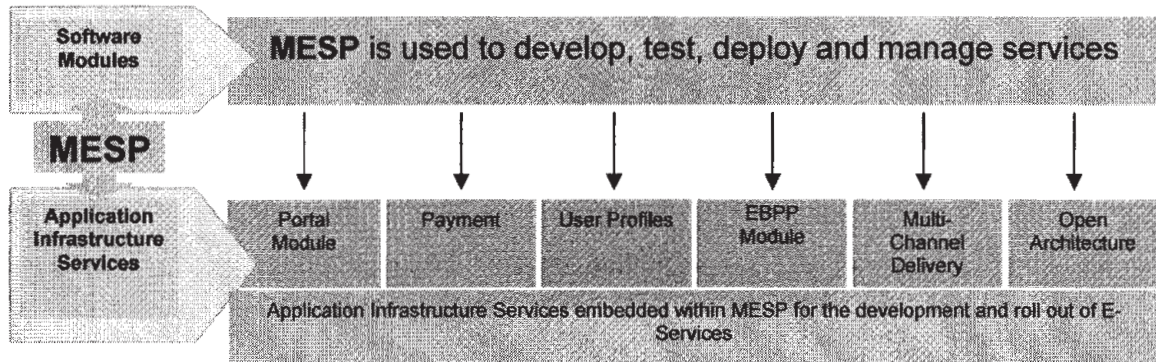 Software
Modules
MESP is used to develop, test, deploy and manage services
MESP
Application
Infrastructure
Services
Portal
Module
Payment
User Profiles
EBPP
Module
Multi-
Channel
Delivery
Open
Architecture
Application Infrastructure Services embedded within MESP for the development and roll out of E-
Services